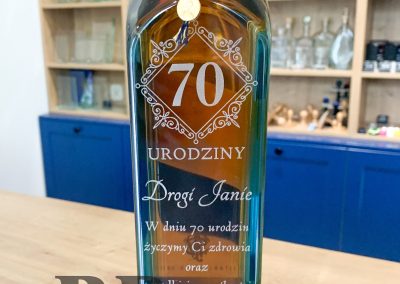 70
URODZINY
Drogi Janie
W dniu 70 urodzin
życzymy Ci zdrowia
oraz